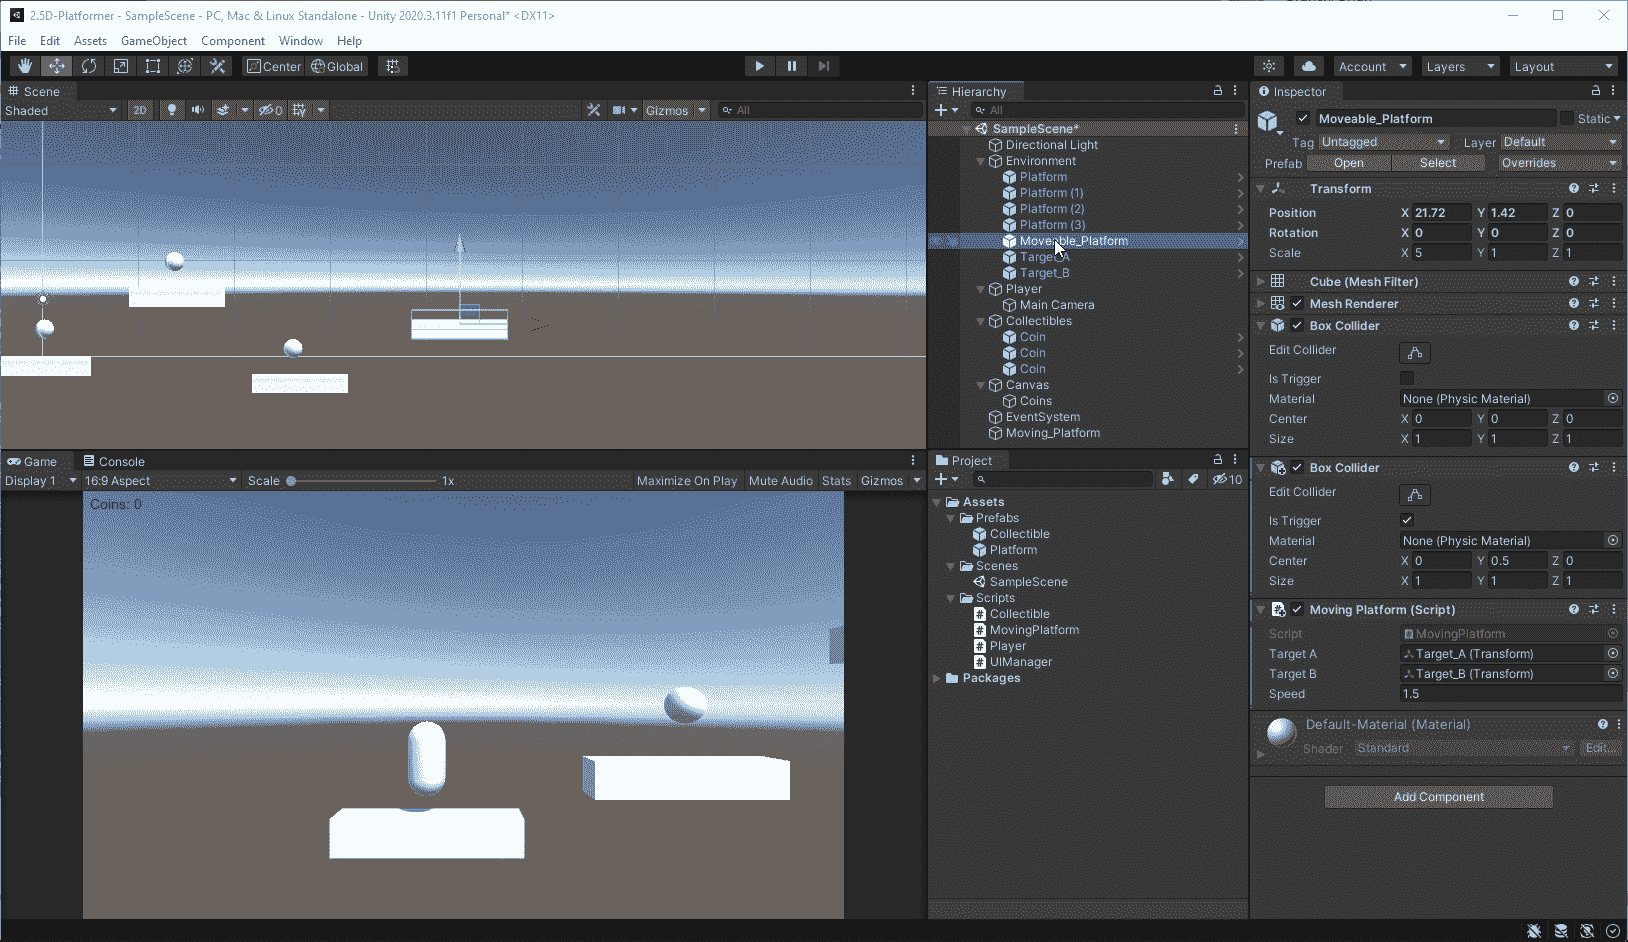 2.5D-Platformer - SampleScene - PC, Mac & Linux Standalone - Unity 2020.3.11f1 Personal* <DX11>
File Edit Assets GameObject Component Window Help
Center Global Account Layers Layout
Scene
Shaded 2D 0 Gizmos All
Hierarchy
All
SampleScene*
Directional Light
Environment
Platform
Platform (1)
Platform (2)
Platform (3)
Moveable_Platform
Target_A
Target_B
Player
Main Camera
Collectibles
Coin
Coin
Coin
Canvas
Coins
EventSystem
Moving_Platform
Game Console
Display 1 16:9 Aspect Scale 1x Maximize On Play Mute Audio Stats Gizmos
Coins: 0
Project
10
Assets
Prefabs
Collectible
Platform
Scenes
SampleScene
Scripts
Collectible
MovingPlatform
Player
UIManager
Packages
Inspector
Moveable_Platform Static
Tag Untagged Layer Default
Prefab Open Select Overrides
Transform
Position X 21.72 Y 1.42 Z 0
Rotation X 0 Y 0 Z 0
Scale X 5 Y 1 Z 1
Cube (Mesh Filter)
Mesh Renderer
Box Collider
Edit Collider
Is Trigger
Material None (Physic Material)
Center X 0 Y 0 Z 0
Size X 1 Y 1 Z 1
Box Collider
Edit Collider
Is Trigger
Material None (Physic Material)
Center X 0 Y 0.5 Z 0
Size X 1 Y 1 Z 1
Moving Platform (Script)
Script MovingPlatform
Target A Target_A (Transform)
Target B Target_B (Transform)
Speed 1.5
Default-Material (Material)
Shader Standard Edit...
Add Component